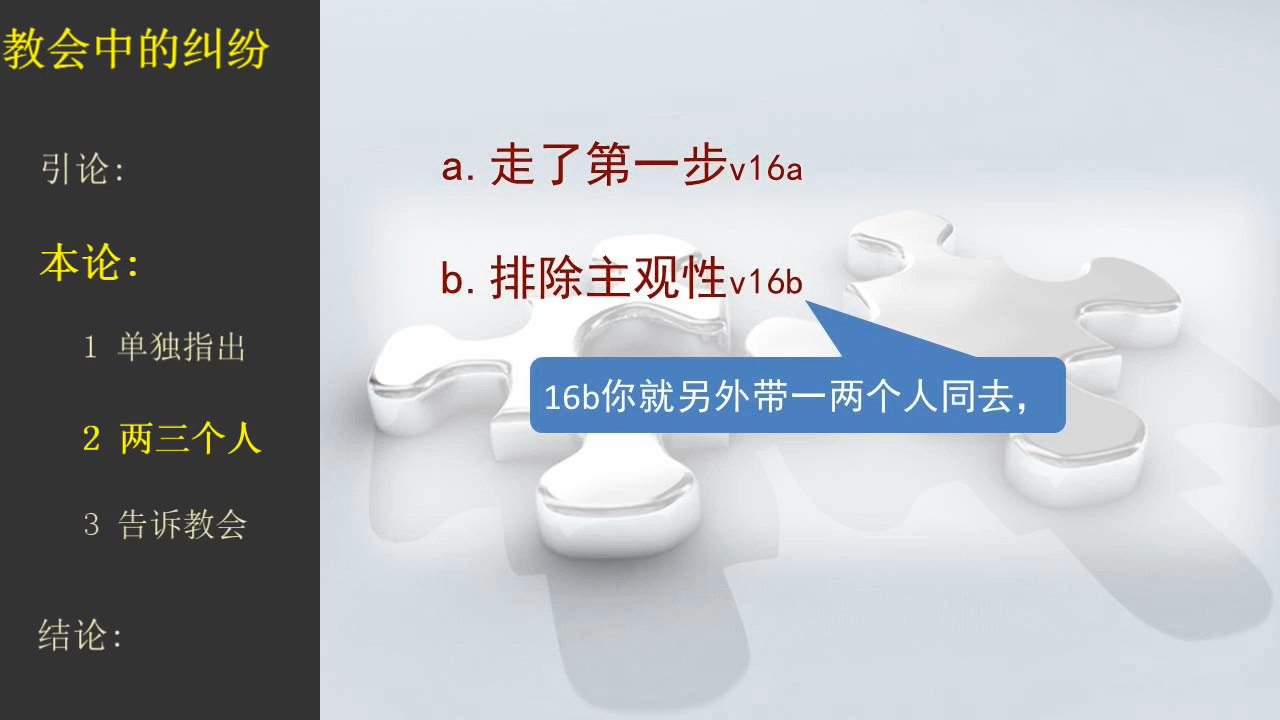 教会中的纠纷
引论:
本论:
1 单独指出
2 两三个人
3 告诉教会
结论:
a. 走了第一步v16a
b. 排除主观性v16b
16b你就另外带一两个人同去，